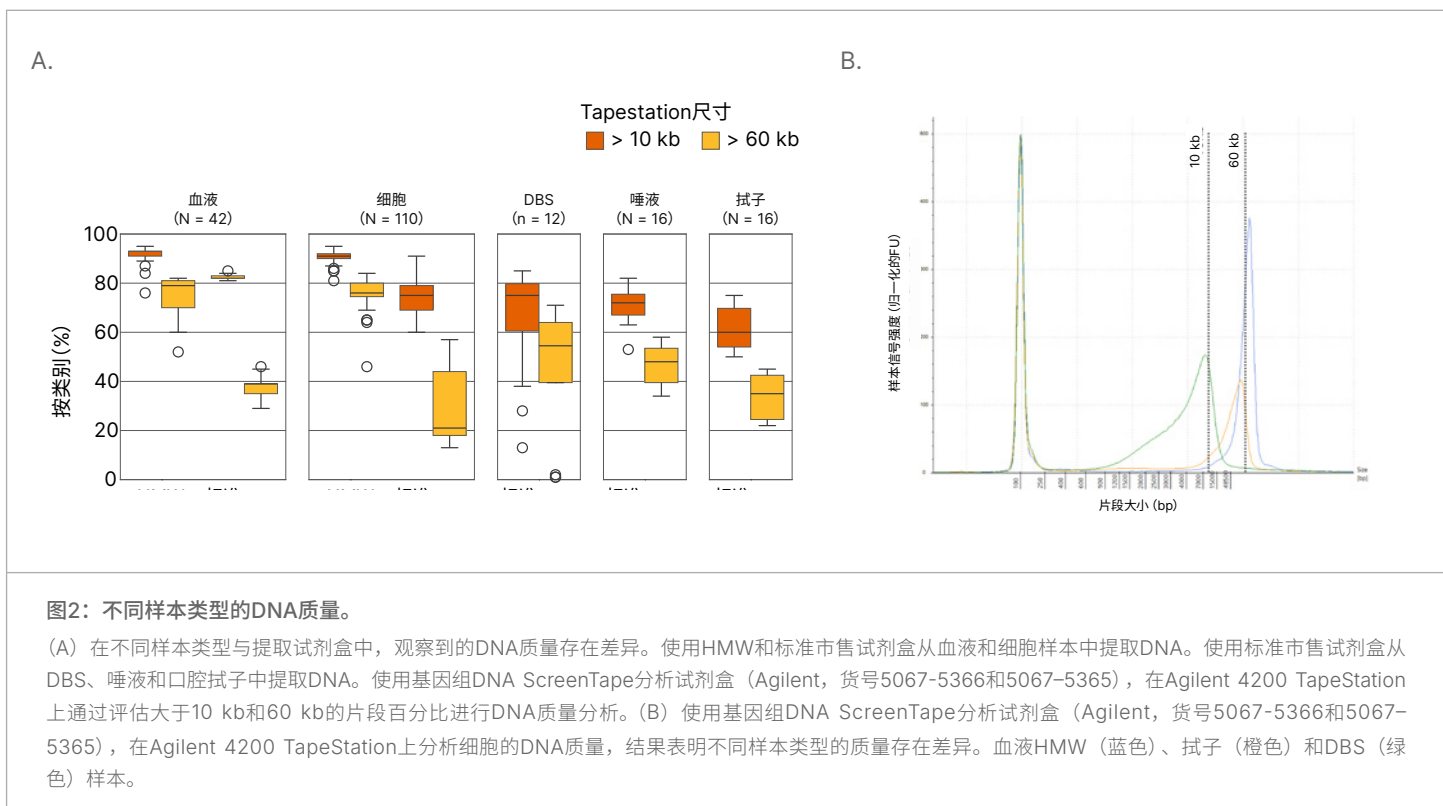 A.
B.
Tapestation尺寸
> 10 kb
> 60 kb
血液
(N = 42)
细胞
(N = 110)
DBS
(n = 12)
唾液
(N = 16)
拭子
(N = 16)
按类别 (%)
100
80
60
40
20
0
样本信号强度 (归一化的FU)
10 kb
60 kb
片段大小 (bp)
图2：不同样本类型的DNA质量。
（A）在不同样本类型与提取试剂盒中，观察到的DNA质量存在差异。使用HMW和标准市售试剂盒从血液和细胞样本中提取DNA。使用标准市售试剂盒从
DBS、唾液和口腔拭子中提取DNA。使用基因组DNA ScreenTape分析试剂盒（Agilent，货号5067-5366和5067–5365），在Agilent 4200 TapeStation
上通过评估大于10 kb和60 kb的片段百分比进行DNA质量分析。（B）使用基因组DNA ScreenTape分析试剂盒（Agilent，货号5067-5366和5067–
5365），在Agilent 4200 TapeStation上分析细胞的DNA质量，结果表明不同样本类型的质量存在差异。血液HMW（蓝色）、拭子（橙色）和DBS（绿
色）样本。